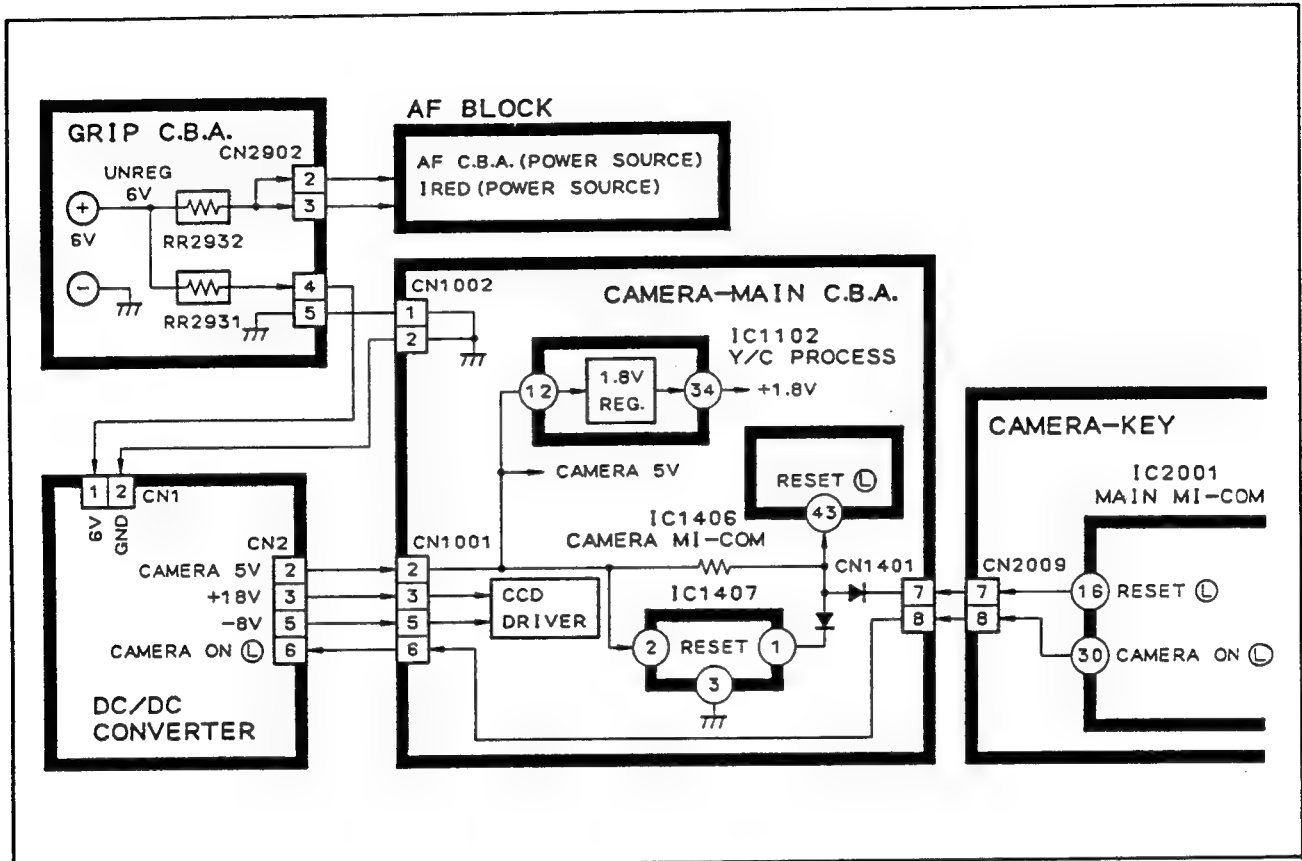 GRIP C.B.A.
CN2902
UNREG
6V
+
6V
RR2932
-
RR2931
2
3
4
5
AF BLOCK
AF C.B.A. (POWER SOURCE)
IRED (POWER SOURCE)
CAMERA-MAIN C.B.A.
CN1002
1
2
IC1102
Y/C PROCESS
12
1.8V
REG.
34
+1.8V
CAMERA 5V
RESET L
43
IC1406
CAMERA MI-COM
CN1001
2
3
5
6
CCD
DRIVER
IC1407
2
RESET
1
3
CN1401
7
8
1
2
CN1
6V
GND
CN2
CAMERA 5V
2
+18V
3
-8V
5
CAMERA ON L
6
DC/DC
CONVERTER
CAMERA-KEY
IC2001
MAIN MI-COM
CN2009
7
8
16
RESET L
30
CAMERA ON L